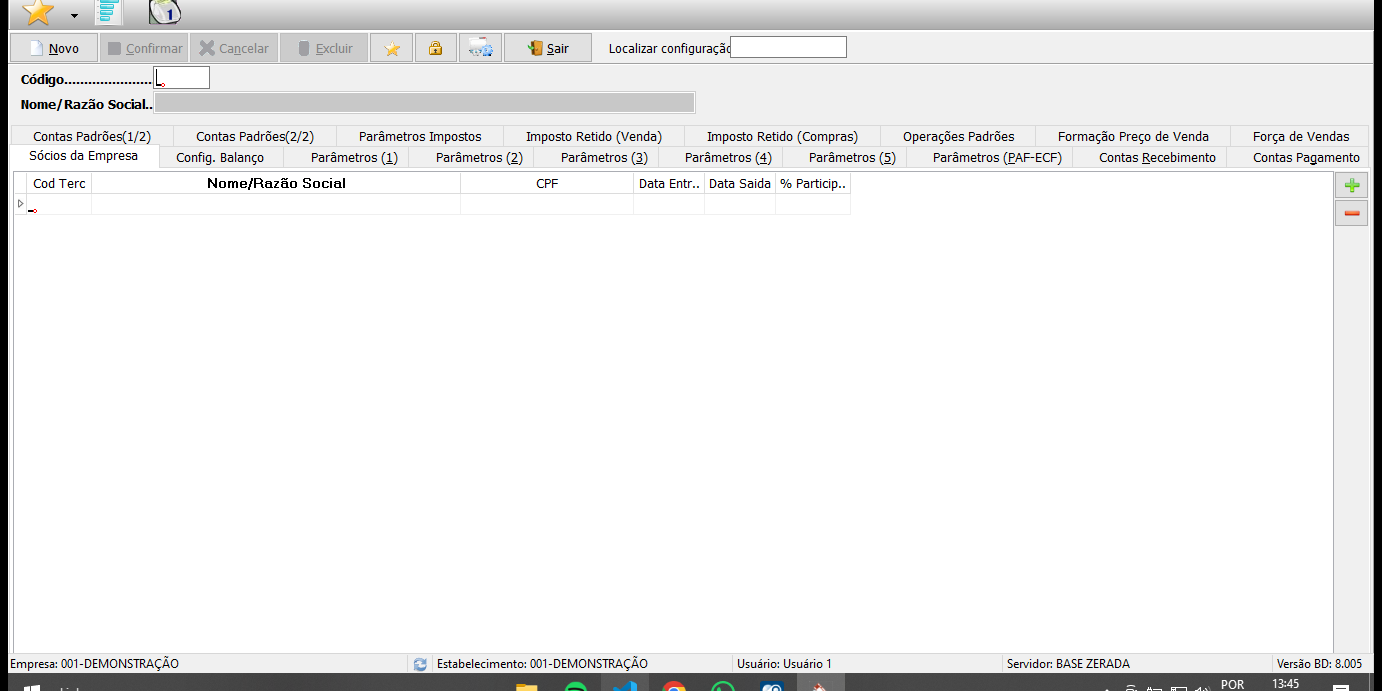 1
Novo Confirmar Cancelar Excluir Sair Localizar configuração
Código......................
Nome/Razão Social..
Contas Padrões(1/2) Contas Padrões(2/2) Parâmetros Impostos Imposto Retido (Venda) Imposto Retido (Compras) Operações Padrões Formação Preço de Venda Força de Vendas
Sócios da Empresa Config. Balanço Parâmetros (1) Parâmetros (2) Parâmetros (3) Parâmetros (4) Parâmetros (5) Parâmetros (PAF-ECF) Contas Recebimento Contas Pagamento
Cod Terc Nome/Razão Social CPF Data Entr.. Data Saida % Particip..
Empresa: 001-DEMONSTRAÇÃO Estabelecimento: 001-DEMONSTRAÇÃO Usuário: Usuário 1 Servidor: BASE ZERADA Versão BD: 8.005
POR 13:45